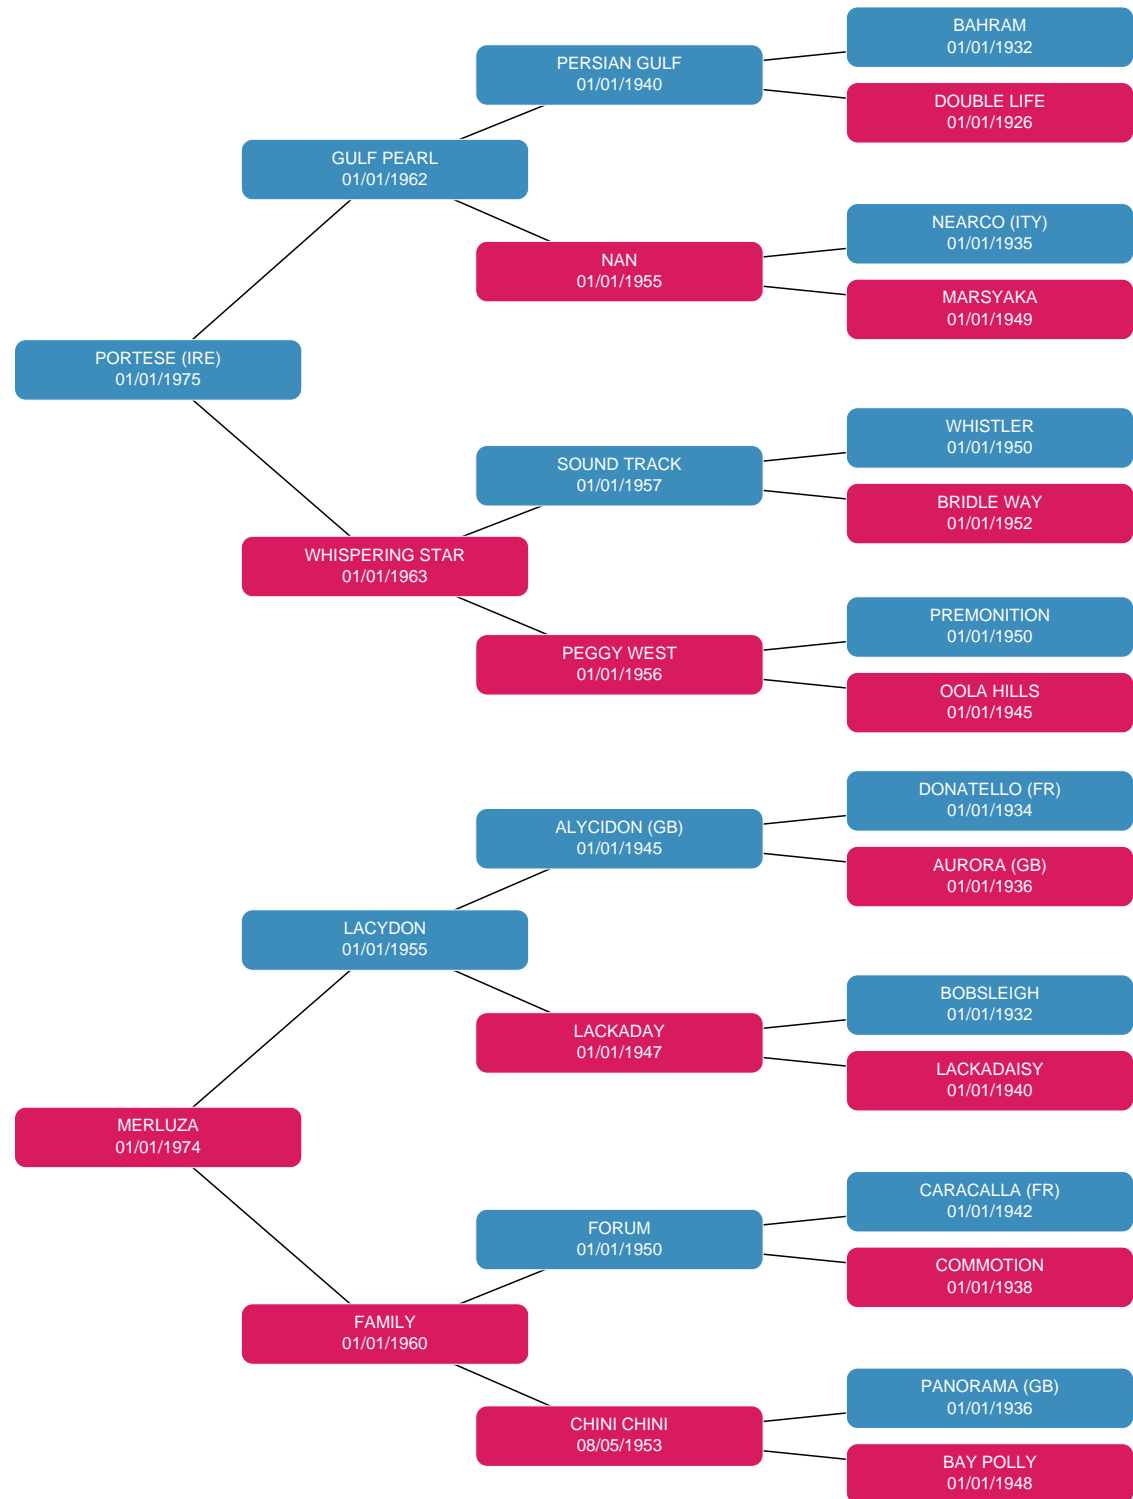 BAHRAM
01/01/1932
PERSIAN GULF
01/01/1940
DOUBLE LIFE
01/01/1926
GULF PEARL
01/01/1962
NEARCO (ITY)
01/01/1935
NAN
01/01/1955
MARSYAKA
01/01/1949
PORTESE (IRE)
01/01/1975
WHISTLER
01/01/1950
SOUND TRACK
01/01/1957
BRIDLE WAY
01/01/1952
WHISPERING STAR
01/01/1963
PREMONITION
01/01/1950
PEGGY WEST
01/01/1956
OOLA HILLS
01/01/1945
DONATELLO (FR)
01/01/1934
ALYCIDON (GB)
01/01/1945
AURORA (GB)
01/01/1936
LACYDON
01/01/1955
BOBSLEIGH
01/01/1932
LACKADAY
01/01/1947
LACKADAISY
01/01/1940
MERLUZA
01/01/1974
CARACALLA (FR)
01/01/1942
FORUM
01/01/1950
COMMOTION
01/01/1938
FAMILY
01/01/1960
PANORAMA (GB)
01/01/1936
CHINI CHINI
08/05/1953
BAY POLLY
01/01/1948